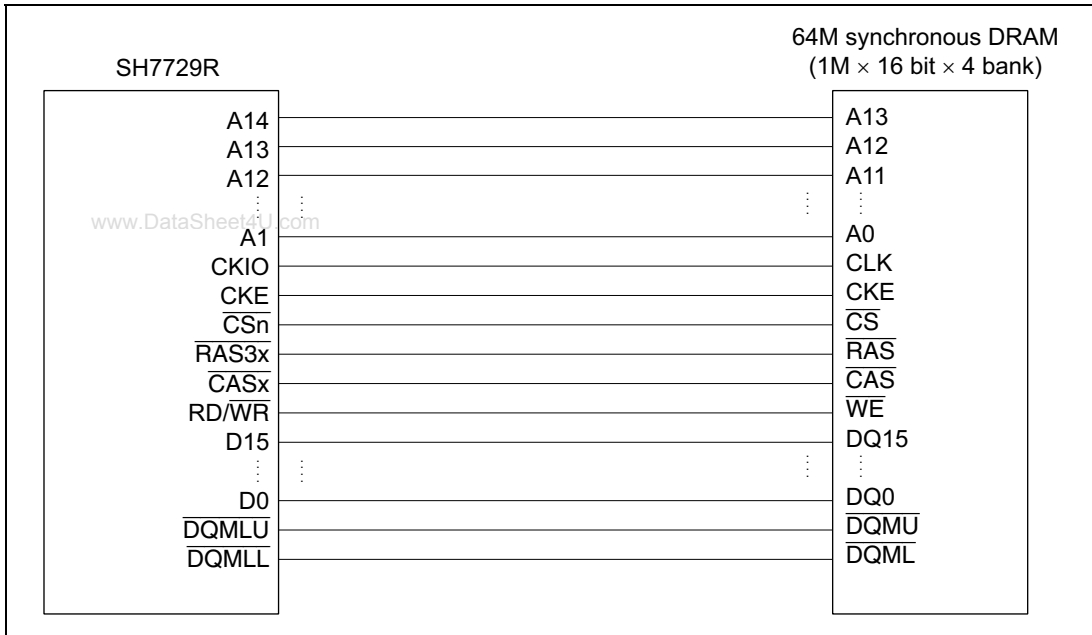 64M synchronous DRAM
(1M × 16 bit × 4 bank)
SH7729R
A14 A13
A13 A12
A12 A11
www.DataSheet4U.com
A1 A0
CKIO CLK
CKE CKE
CSn CS
RAS3x RAS
CASx CAS
RD/WR WE
D15 DQ15
D0 DQ0
DQMLU DQMU
DQMLL DQML